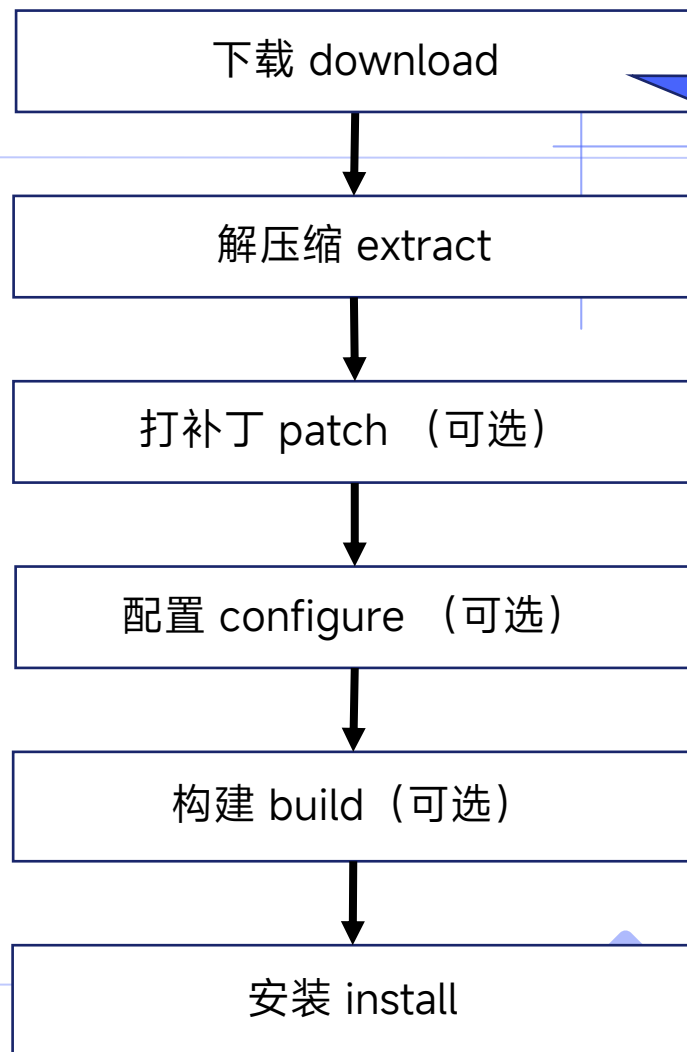 下载 download
解压缩 extract
打补丁 patch （可选）
配置 configure （可选）
构建 build（可选）
安装 install